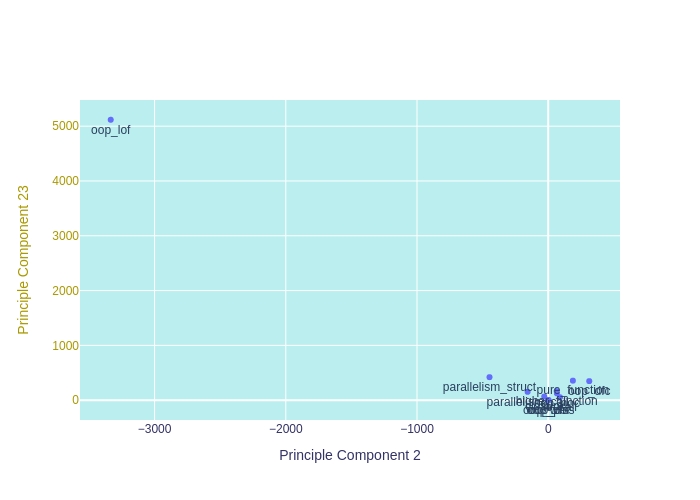 5000
oop_lof
4000
3000
2000
1000
0
parallelism_struct
pure_function
oop_ofc
−3000
−2000
−1000
0
Principle Component 2
Principle Component 23